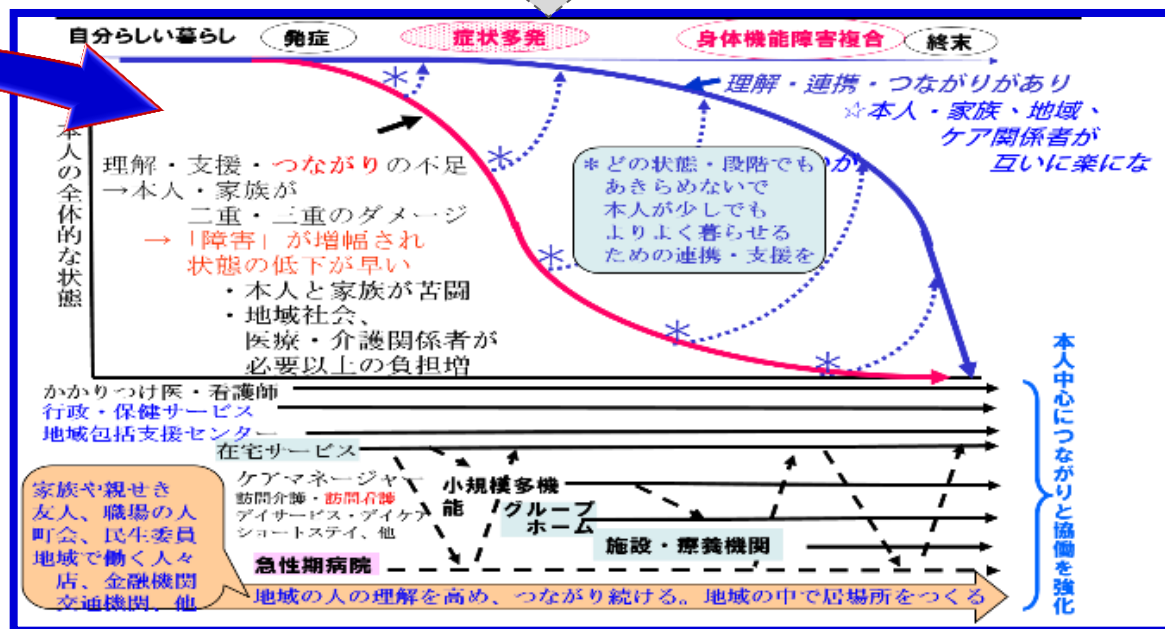 自分らしい暮らし
発症
症状多発
身体機能障害複合
終末
本人の全体的な状態
理解・連携・つながりがあり
☆本人・家族、地域、
ケア関係者が
互いに楽にな
理解・支援・つながりの不足
→本人・家族が
二重・三重のダメージ
→「障害」が増幅され
状態の低下が早い
・本人と家族が苦闘
・地域社会、
医療・介護関係者が
必要以上の負担増
*どの状態・段階でも
あきらめないで
本人が少しでも
よりよく暮らせる
ための連携・支援を
かかりつけ医・看護師
行政・保健サービス
地域包括支援センター
在宅サービス
ケアマネージャー
訪問介護・訪問看護
デイサービス・デイケア
ショートステイ、他
小規模多機
能
グループ
ホーム
施設・療養機関
急性期病院
家族や親せき
友人、職場の人
町会、民生委員
地域で働く人々
店、金融機関
交通機関、他
地域の人の理解を高め、つながり続ける。地域の中で居場所をつくる
本人中心につながりと協働を強化